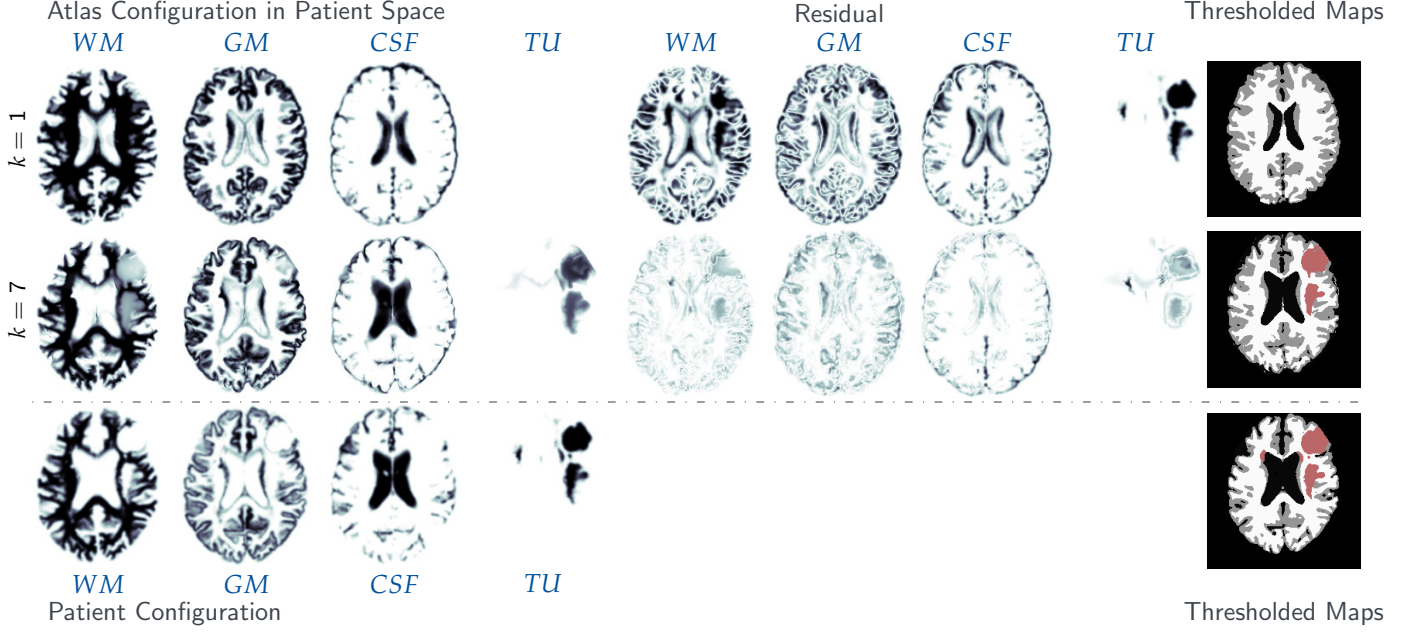 Atlas Configuration in Patient Space Residual Thresholded Maps
WM GM CSF TU WM GM CSF TU
k = 1
k = 7
WM GM CSF TU
Patient Configuration Thresholded Maps